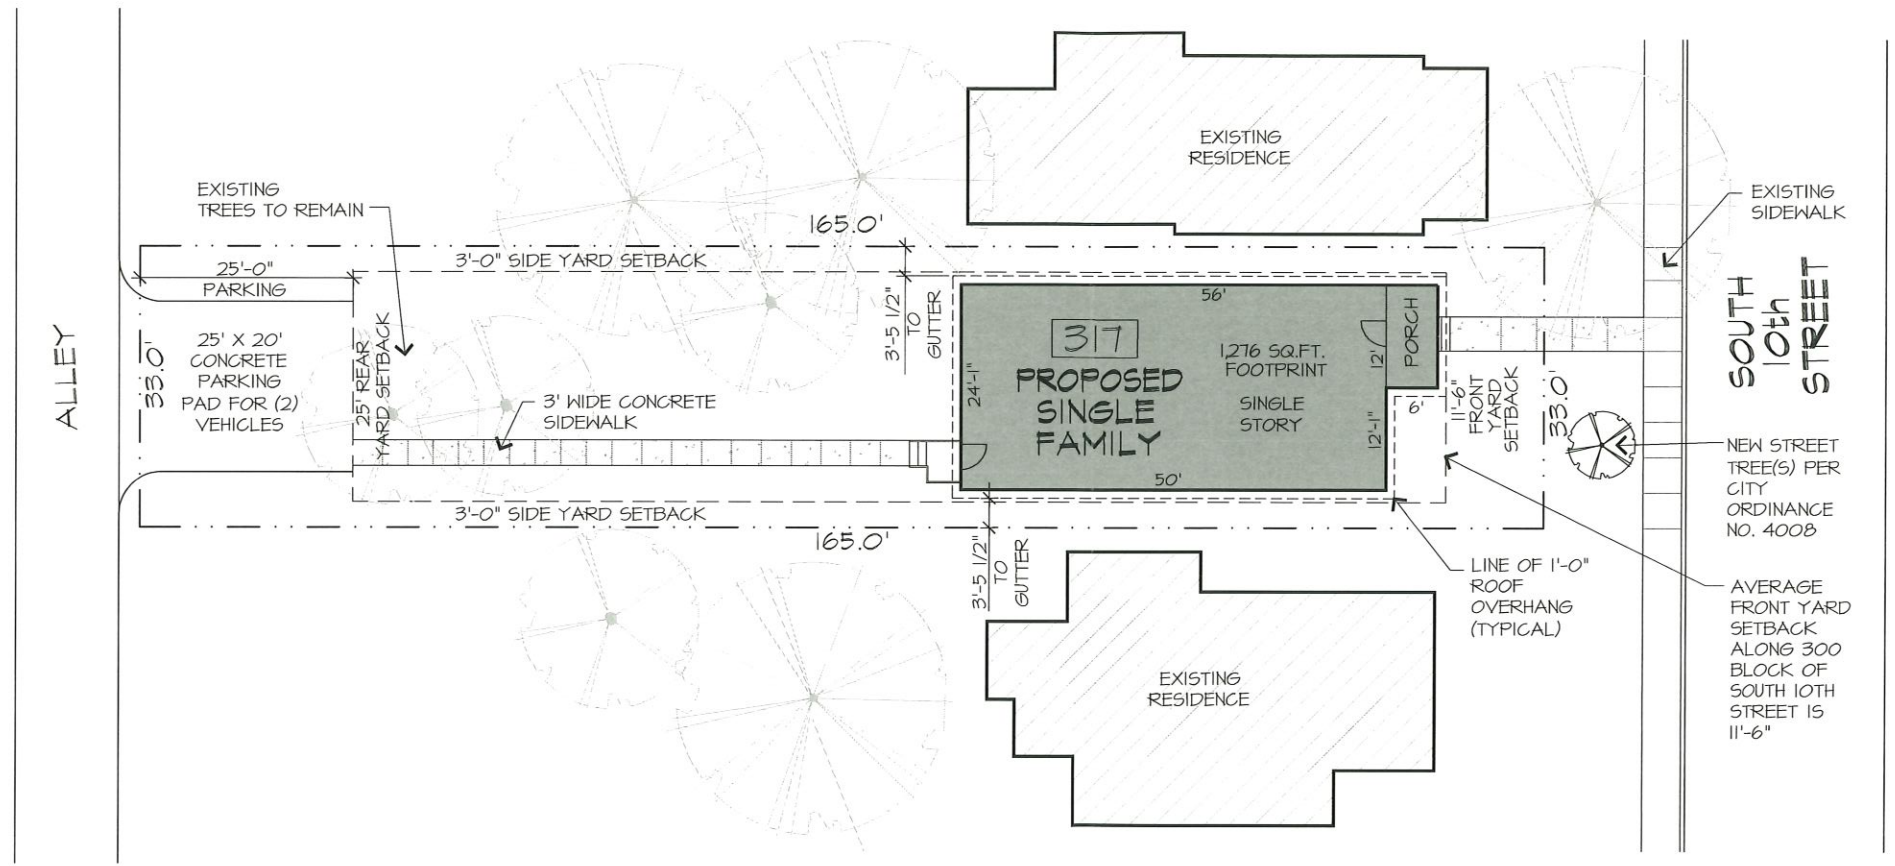 EXISTING
RESIDENCE
EXISTING
TREES TO REMAIN
EXISTING
SIDEWALK
165.0'
3'-0" SIDE YARD SETBACK
25'-0"
PARKING
ALLEY
33.0'
25' X 20'
CONCRETE
PARKING
PAD FOR (2)
VEHICLES
25' REAR
YARD SETBACK
3' WIDE CONCRETE
SIDEWALK
3'-5 1/2"
TO
GUTTER
56'
317
PROPOSED
SINGLE
FAMILY
24'-1"
1,276 SQ.FT.
FOOTPRINT
SINGLE
STORY
12'
PORCH
12'-1"
6'
50'
11'-6"
FRONT
YARD
SETBACK
33.0'
SOUTH
10th
STREET
NEW STREET
TREE(S) PER
CITY
ORDINANCE
NO. 4008
3'-0" SIDE YARD SETBACK
165.0'
3'-5 1/2"
TO
GUTTER
LINE OF 1'-0"
ROOF
OVERHANG
(TYPICAL)
AVERAGE
FRONT YARD
SETBACK
ALONG 300
BLOCK OF
SOUTH 10TH
STREET IS
11'-6"
EXISTING
RESIDENCE